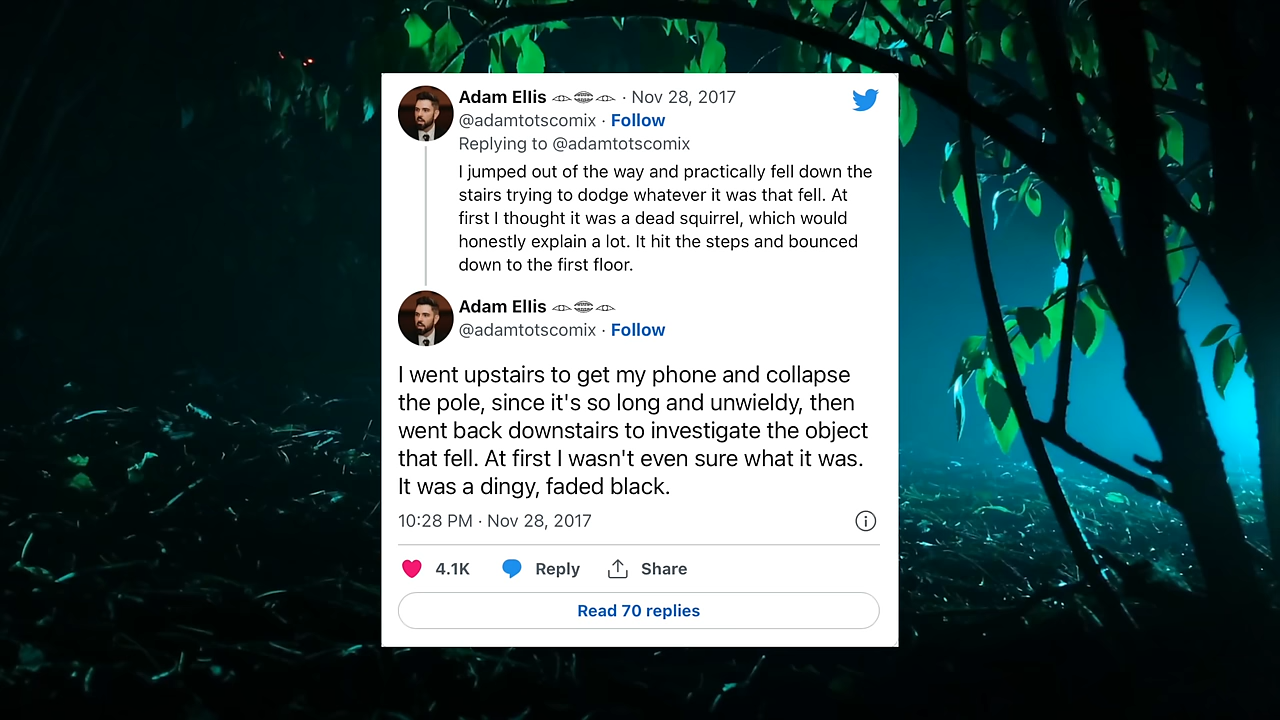 Adam Ellis · Nov 28, 2017
@adamtotscomix · Follow
Replying to @adamtotscomix
I jumped out of the way and practically fell down the
stairs trying to dodge whatever it was that fell. At
first I thought it was a dead squirrel, which would
honestly explain a lot. It hit the steps and bounced
down to the first floor.
Adam Ellis
@adamtotscomix · Follow
I went upstairs to get my phone and collapse
the pole, since it's so long and unwieldy, then
went back downstairs to investigate the object
that fell. At first I wasn't even sure what it was.
It was a dingy, faded black.
10:28 PM · Nov 28, 2017
4.1K Reply Share
Read 70 replies